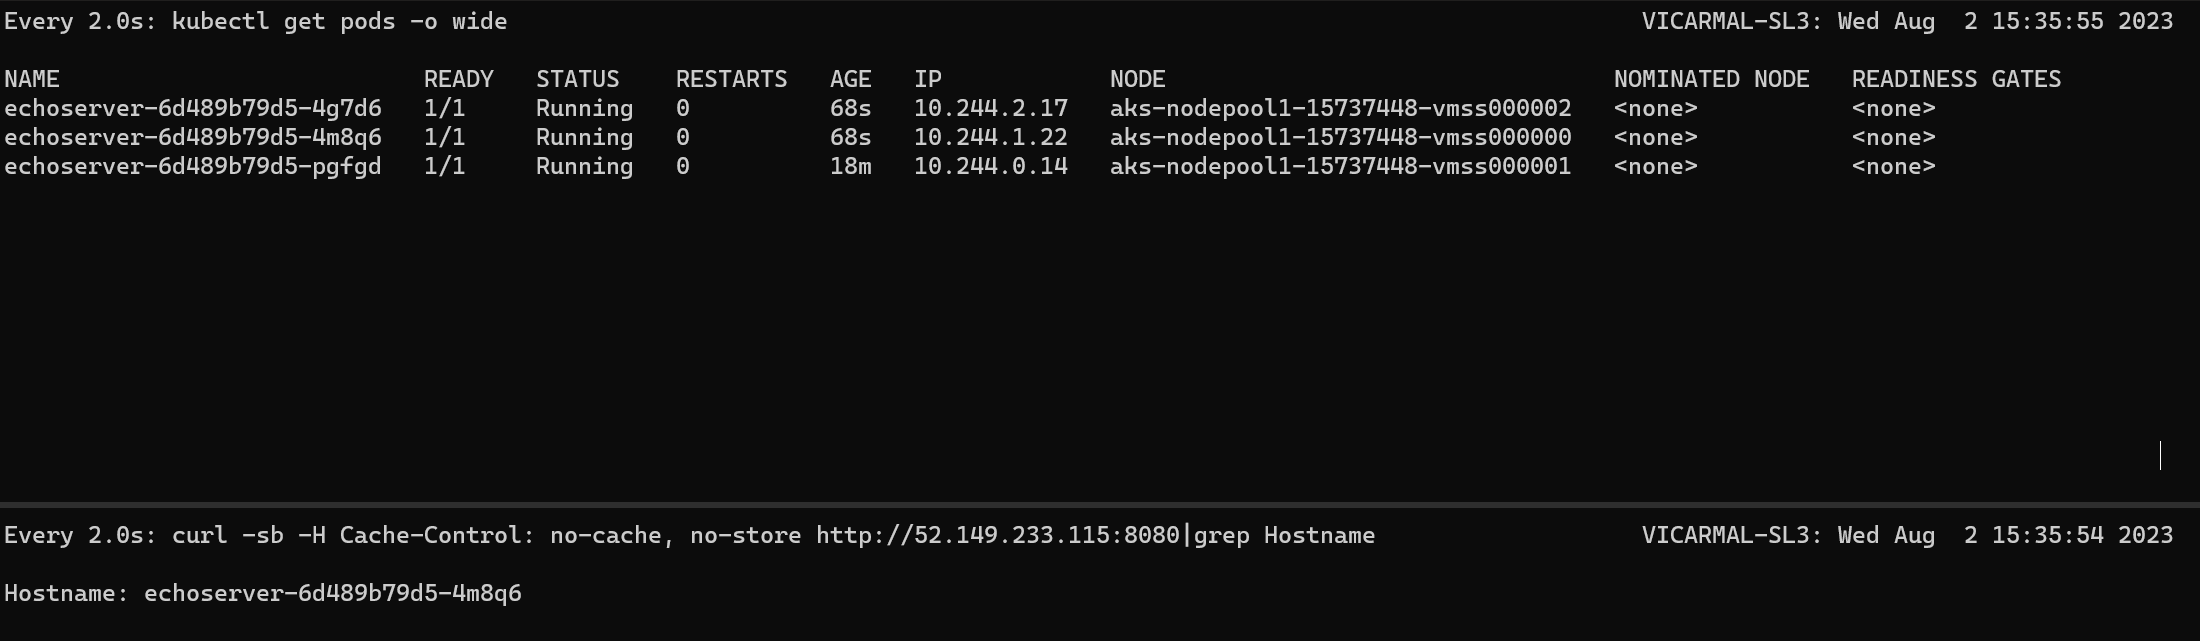 Every 2.0s: kubectl get pods -o wide VICARMAL-SL3: Wed Aug  2 15:35:55 2023
NAME READY STATUS RESTARTS AGE IP NODE NOMINATED NODE READINESS GATES
echoserver-6d489b79d5-4g7d6 1/1 Running 0 68s 10.244.2.17 aks-nodepool1-15737448-vmss000002 <none> <none>
echoserver-6d489b79d5-4m8q6 1/1 Running 0 68s 10.244.1.22 aks-nodepool1-15737448-vmss000000 <none> <none>
echoserver-6d489b79d5-pgfgd 1/1 Running 0 18m 10.244.0.14 aks-nodepool1-15737448-vmss000001 <none> <none>
Every 2.0s: curl -sb -H Cache-Control: no-cache, no-store http://52.149.233.115:8080|grep Hostname VICARMAL-SL3: Wed Aug  2 15:35:54 2023
Hostname: echoserver-6d489b79d5-4m8q6